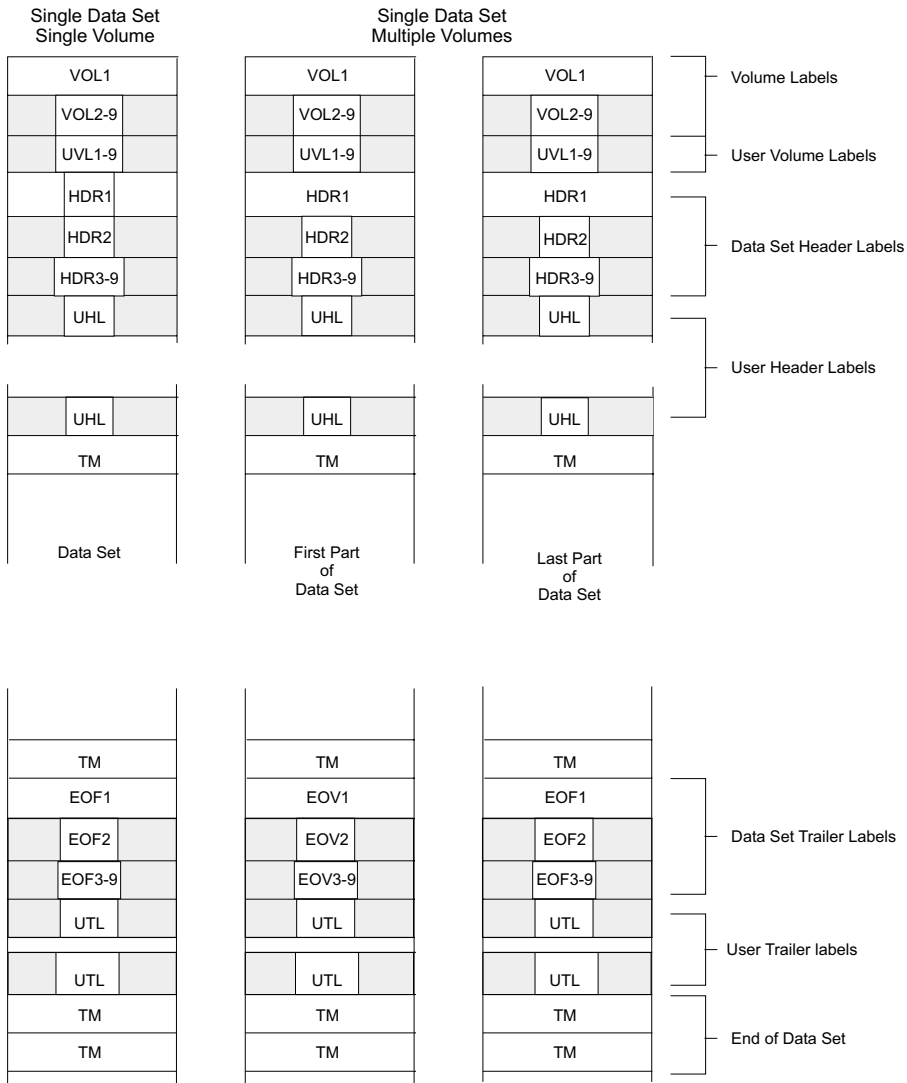 Single Data Set
Single Volume
Single Data Set
Multiple Volumes
VOL1
VOL1
VOL1
Volume Labels
VOL2-9
VOL2-9
VOL2-9
UVL1-9
UVL1-9
UVL1-9
User Volume Labels
HDR1
HDR1
HDR1
HDR2
HDR2
HDR2
Data Set Header Labels
HDR3-9
HDR3-9
HDR3-9
UHL
UHL
UHL
User Header Labels
UHL
UHL
UHL
TM
TM
TM
Data Set
First Part
of
Data Set
Last Part
of
Data Set
TM
TM
TM
EOF1
EOV1
EOF1
EOF2
EOV2
EOF2
Data Set Trailer Labels
EOF3-9
EOV3-9
EOF3-9
UTL
UTL
UTL
User Trailer labels
UTL
UTL
UTL
TM
TM
TM
End of Data Set
TM
TM
TM